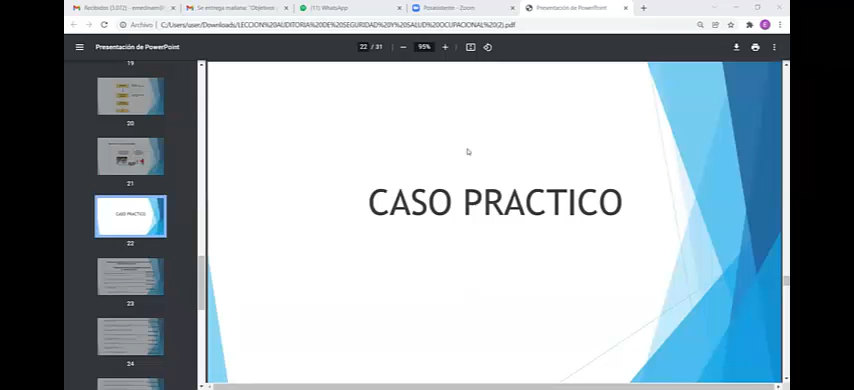 Recibidos (3.072) - emedinam@
Se entrega mañana: "Objetivos
(11) WhatsApp
Posasistente - Zoom
Presentación de PowerPoint
Archivo
C:/Users/user/Downloads/LECCION%20AUDITORIA%20DE%20SEGURIDAD%20Y%20SALUD%20OCUPACIONAL%20(2).pdf
E
Presentación de PowerPoint
22 / 31
95%
19
20
21
CASO PRACTICO
22
23
24
CASO PRACTICO